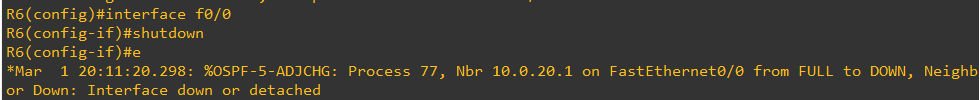 R6(config)#interface f0/0
R6(config-if)#shutdown
R6(config-if)#e
*Mar  1 20:11:20.298: %OSPF-5-ADJCHG: Process 77, Nbr 10.0.20.1 on FastEthernet0/0 from FULL to DOWN, Neighb
or Down: Interface down or detached